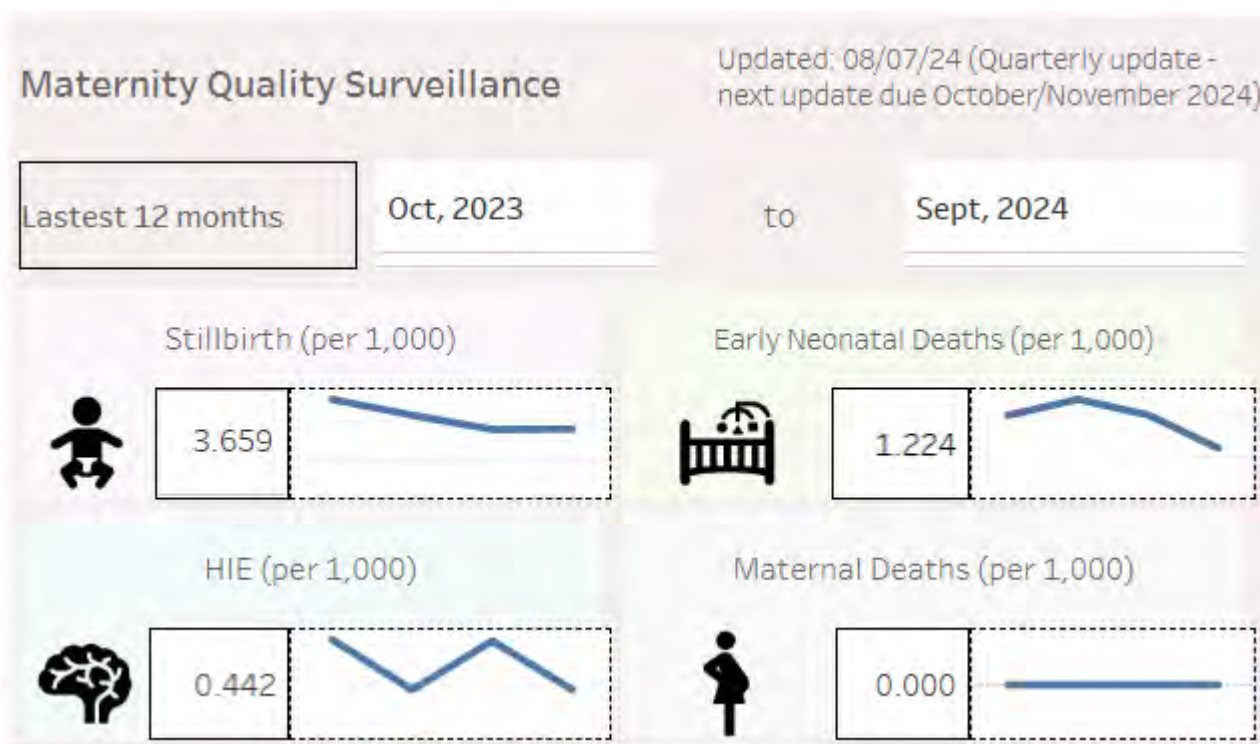 Maternity Quality Surveillance
Updated: 08/07/24 (Quarterly update -
next update due October/November 2024)
Lastest 12 months
Oct, 2023
to
Sept, 2024
Stillbirth (per 1,000)
Early Neonatal Deaths (per 1,000)
3.659
1.224
HIE (per 1,000)
Maternal Deaths (per 1,000)
0.442
0.000